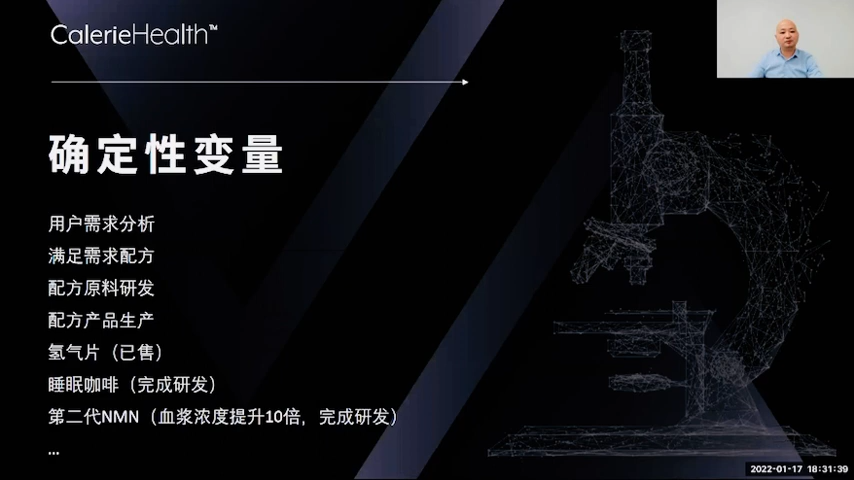 CalerieHealth™
确定性变量
用户需求分析
满足需求配方
配方原料研发
配方产品生产
氢气片（已售）
睡眠咖啡（完成研发）
第二代NMN（血浆浓度提升10倍，完成研发）
...
2022-01-17 18:31:39